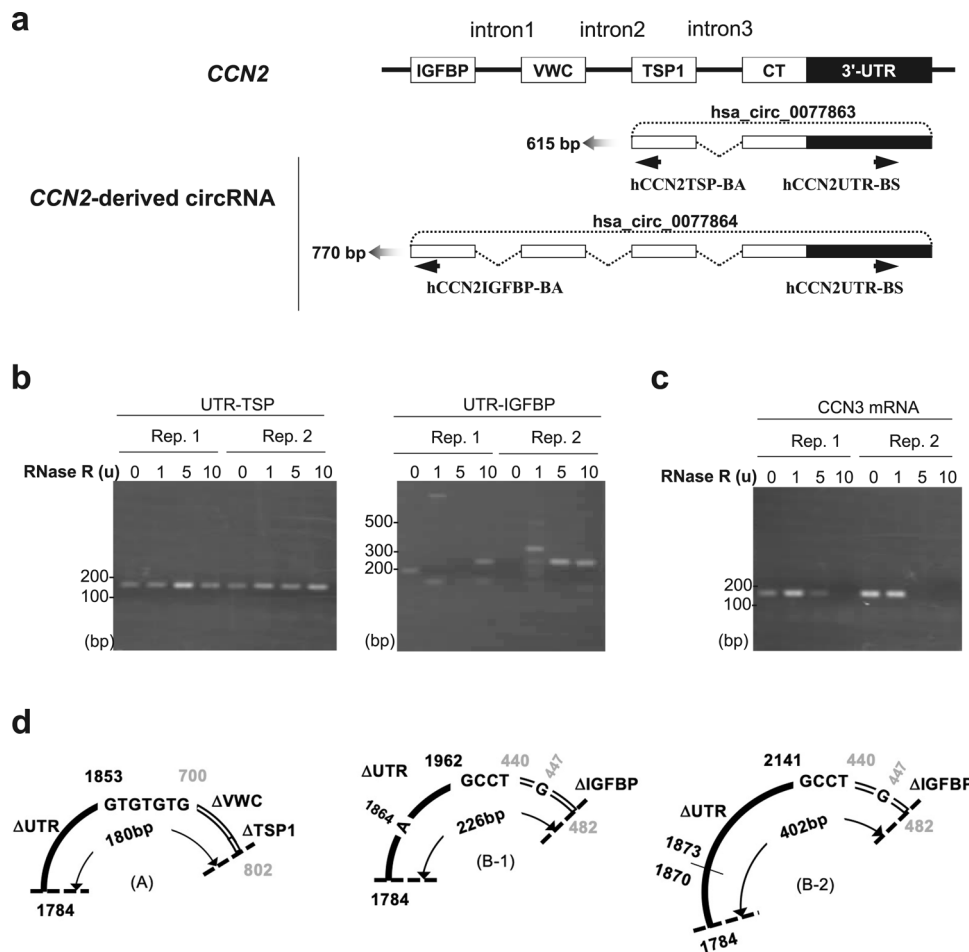 a
intron1 intron2 intron3
CCN2 IGFBP VWC TSP1 CT 3'-UTR
hsa_circ_0077863
615 bp
hCCN2TSP-BA hCCN2UTR-BS
CCN2-derived circRNA
hsa_circ_0077864
770 bp
hCCN2IGFBP-BA hCCN2UTR-BS
b
UTR-TSP
Rep. 1 Rep. 2
RNase R (u) 0 1 5 10 0 1 5 10
200
100
(bp)
UTR-IGFBP
Rep. 1 Rep. 2
0 1 5 10 0 1 5 10
500
300
200
(bp)
c
CCN3 mRNA
Rep. 1 Rep. 2
RNase R (u) 0 1 5 10 0 1 5 10
200
100
(bp)
d
1853 700
ΔUTR GTGTGTG ΔVWC
180bp ΔTSP1
802
(A)
1784
1962 440 447
ΔUTR GCCT G ΔIGFBP
1864 A
226bp 482
(B-1)
1784
2141 440 447
ΔUTR GCCT G ΔIGFBP
402bp 482
1873
1870
(B-2)
1784